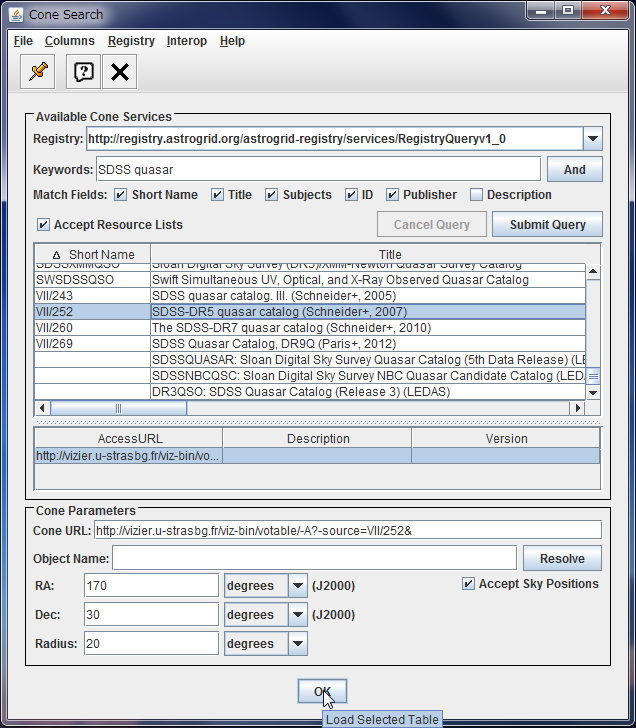 Cone Search
File Columns Registry Interop Help
Available Cone Services
Registry: http://registry.astrogrid.org/astrogrid-registry/services/RegistryQueryv1_0
Keywords: SDSS quasar And
Match Fields: Short Name Title Subjects ID Publisher Description
Accept Resource Lists Cancel Query Submit Query
Short Name Title
SDSSXMMQSO Sloan Digital Sky Survey (DR5)/XMM-Newton Quasar Survey Catalog
SWSDSSQSO Swift Simultaneous UV, Optical, and X-Ray Observed Quasar Catalog
VII/243 SDSS quasar catalog. III. (Schneider+, 2005)
VII/252 SDSS-DR5 quasar catalog (Schneider+, 2007)
VII/260 The SDSS-DR7 quasar catalog (Schneider+, 2010)
VII/269 SDSS Quasar Catalog, DR9Q (Paris+, 2012)
SDSSQUASAR: Sloan Digital Sky Survey Quasar Catalog (5th Data Release) (LE
SDSSNBCQSC: Sloan Digital Sky Survey NBC Quasar Candidate Catalog (LEDA
DR3QSO: SDSS Quasar Catalog (Release 3) (LEDAS)
AccessURL Description Version
http://vizier.u-strasbg.fr/viz-bin/vo...
Cone Parameters
Cone URL: http://vizier.u-strasbg.fr/viz-bin/votable/-A?-source=VII/252&
Object Name: Resolve
RA: 170 degrees (J2000) Accept Sky Positions
Dec: 30 degrees (J2000)
Radius: 20 degrees
OK
Load Selected Table